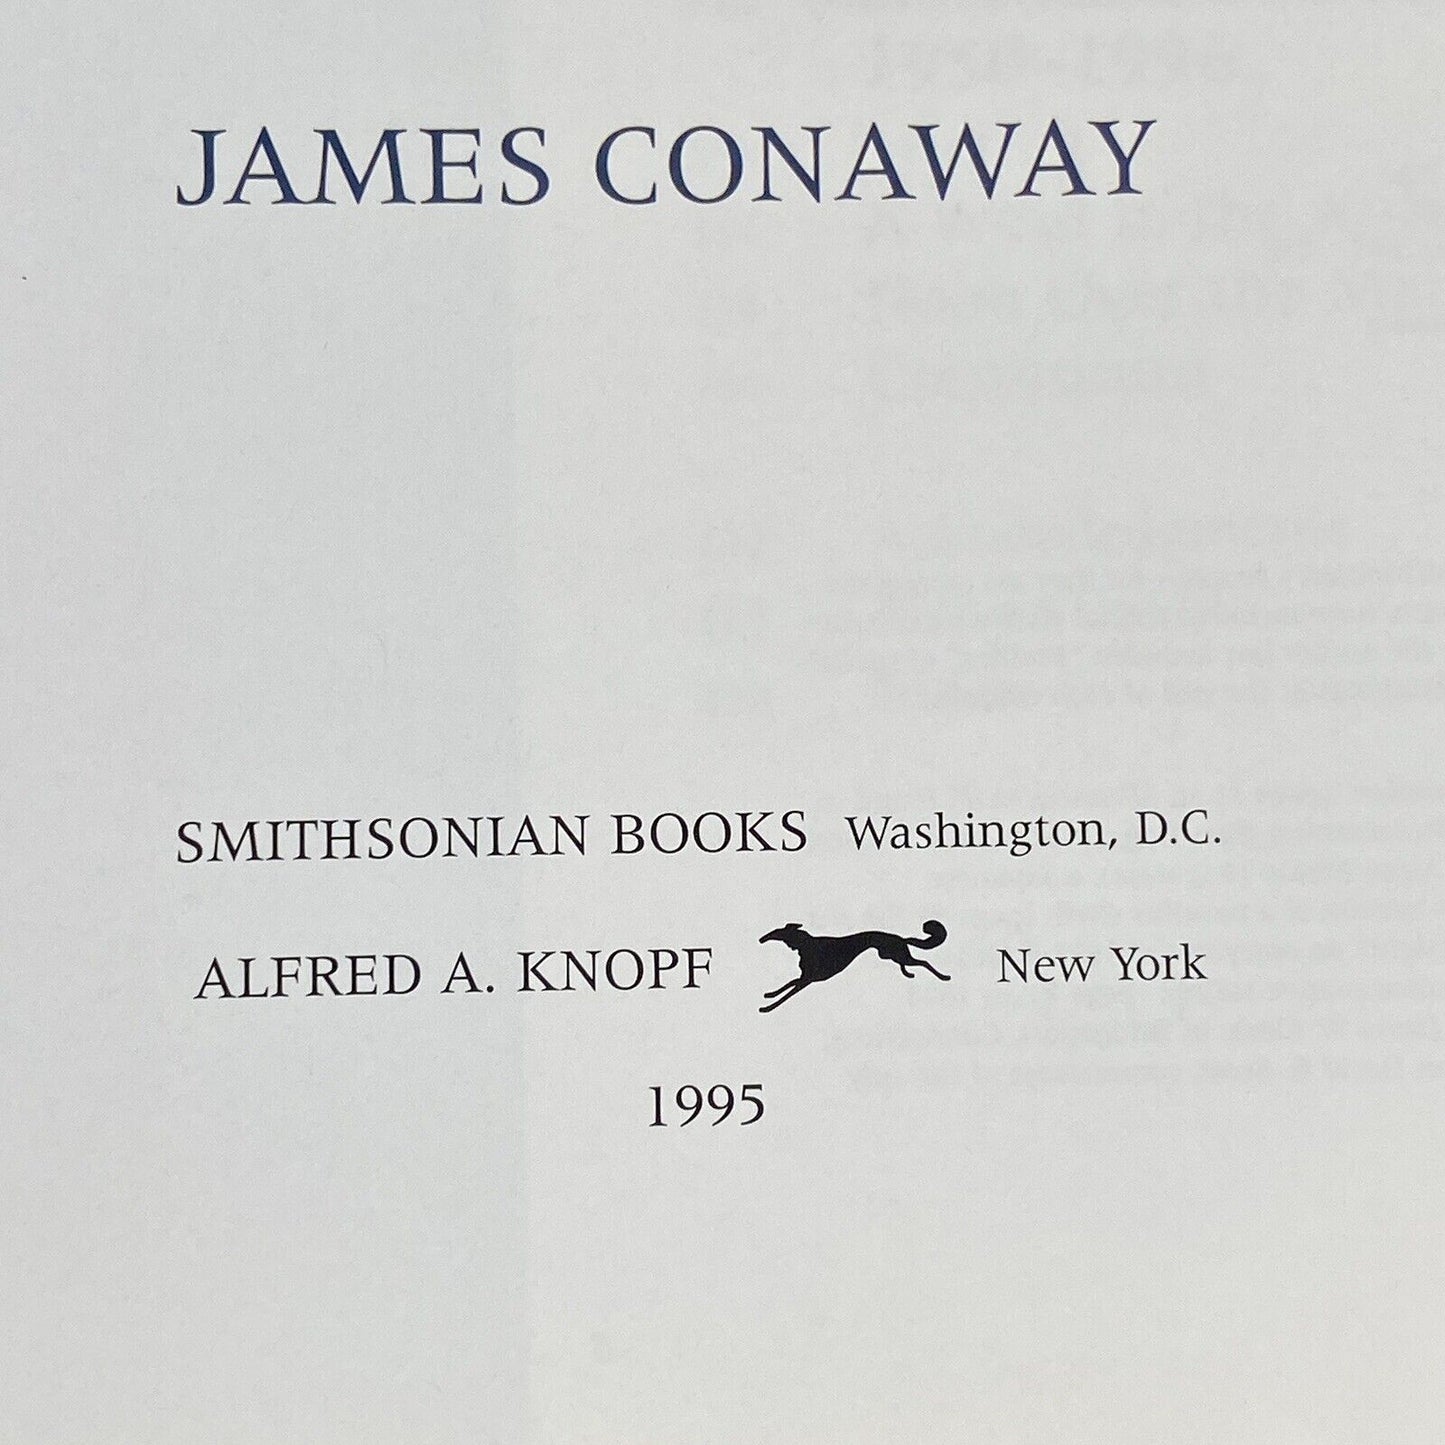 JAMES CONAWAY
SMITHSONIAN BOOKS Washington, D.C.
ALFRED A. KNOPF New York
1995